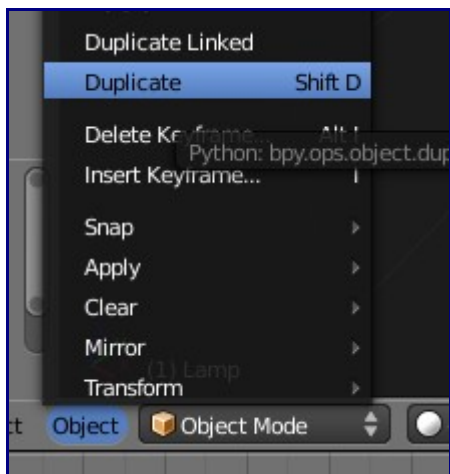 Duplicate Linked
Duplicate Shift D
Delete Keyframe... Alt I
Python: bpy.ops.object.dup
Insert Keyframe... I
Snap
Apply
Clear
Mirror
(1) Lamp
Transform
ct Object Object Mode